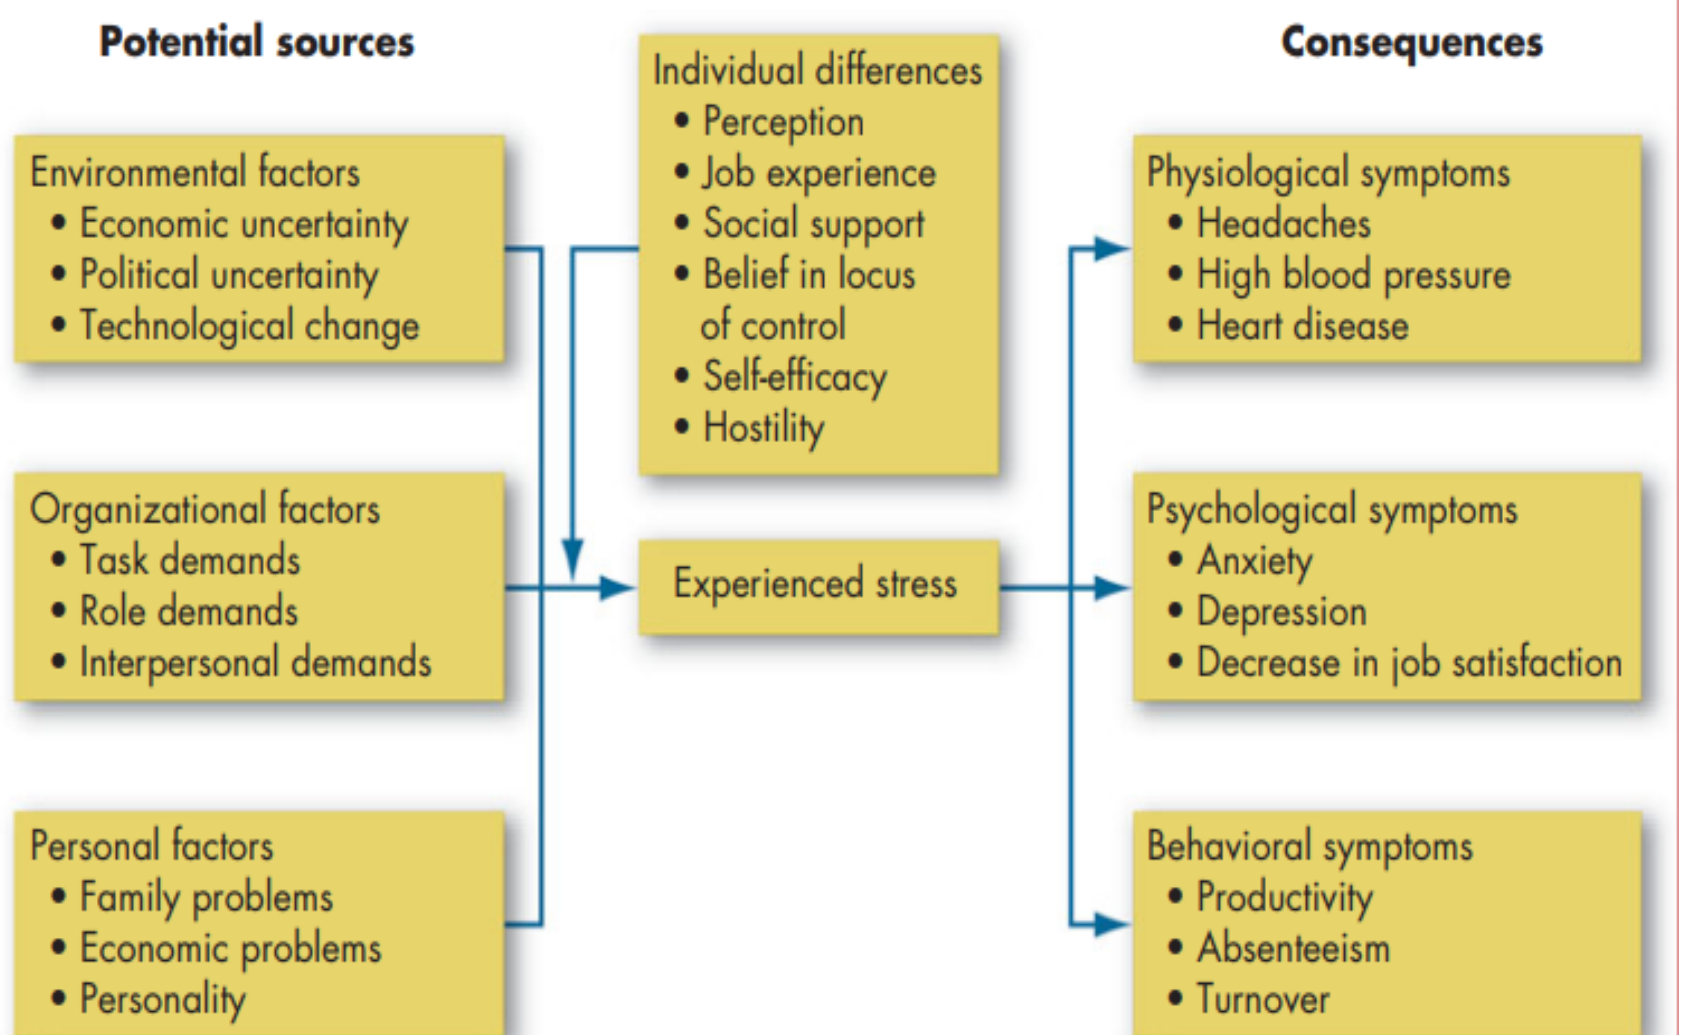 Potential sources
Environmental factors
• Economic uncertainty
• Political uncertainty
• Technological change
Organizational factors
• Task demands
• Role demands
• Interpersonal demands
Personal factors
• Family problems
• Economic problems
• Personality
Individual differences
• Perception
• Job experience
• Social support
• Belief in locus
of control
• Self-efficacy
• Hostility
Experienced stress
Consequences
Physiological symptoms
• Headaches
• High blood pressure
• Heart disease
Psychological symptoms
• Anxiety
• Depression
• Decrease in job satisfaction
Behavioral symptoms
• Productivity
• Absenteeism
• Turnover